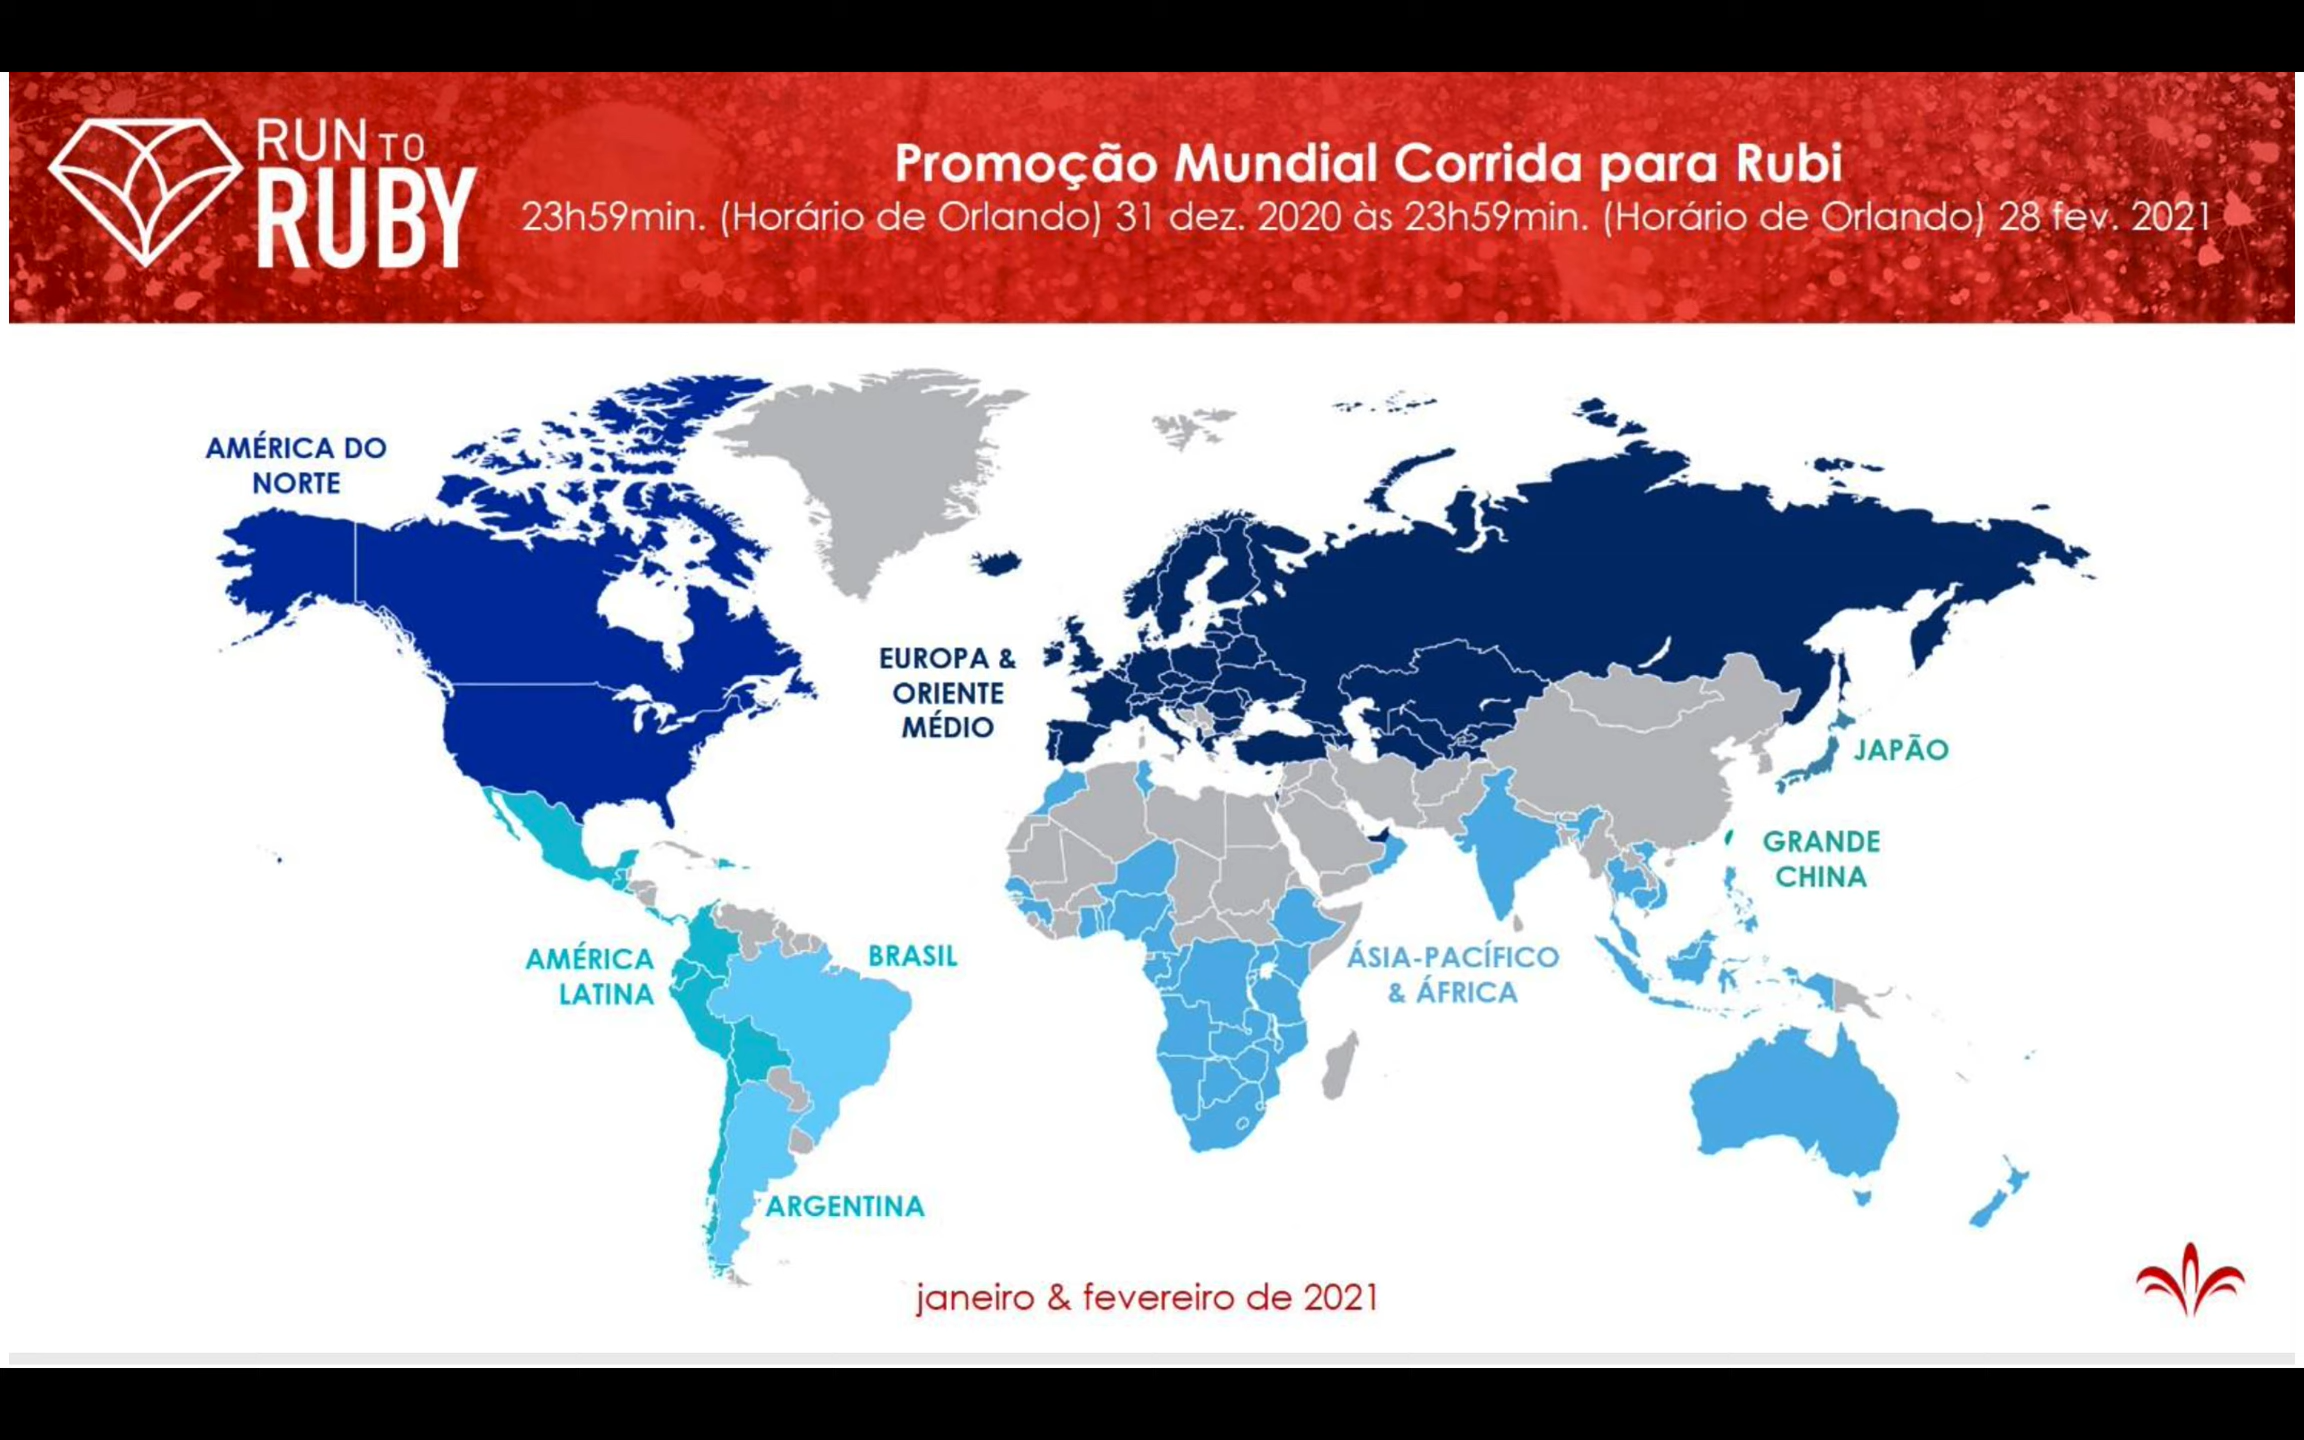 RUN TO
RUBY
Promoção Mundial Corrida para Rubi
23h59min. (Horário de Orlando) 31 dez. 2020 às 23h59min. (Horário de Orlando) 28 fev. 2021
AMÉRICA DO
NORTE
EUROPA &
ORIENTE
MÉDIO
JAPÃO
GRANDE
CHINA
AMÉRICA
LATINA
BRASIL
ÁSIA-PACÍFICO
& ÁFRICA
ARGENTINA
janeiro & fevereiro de 2021